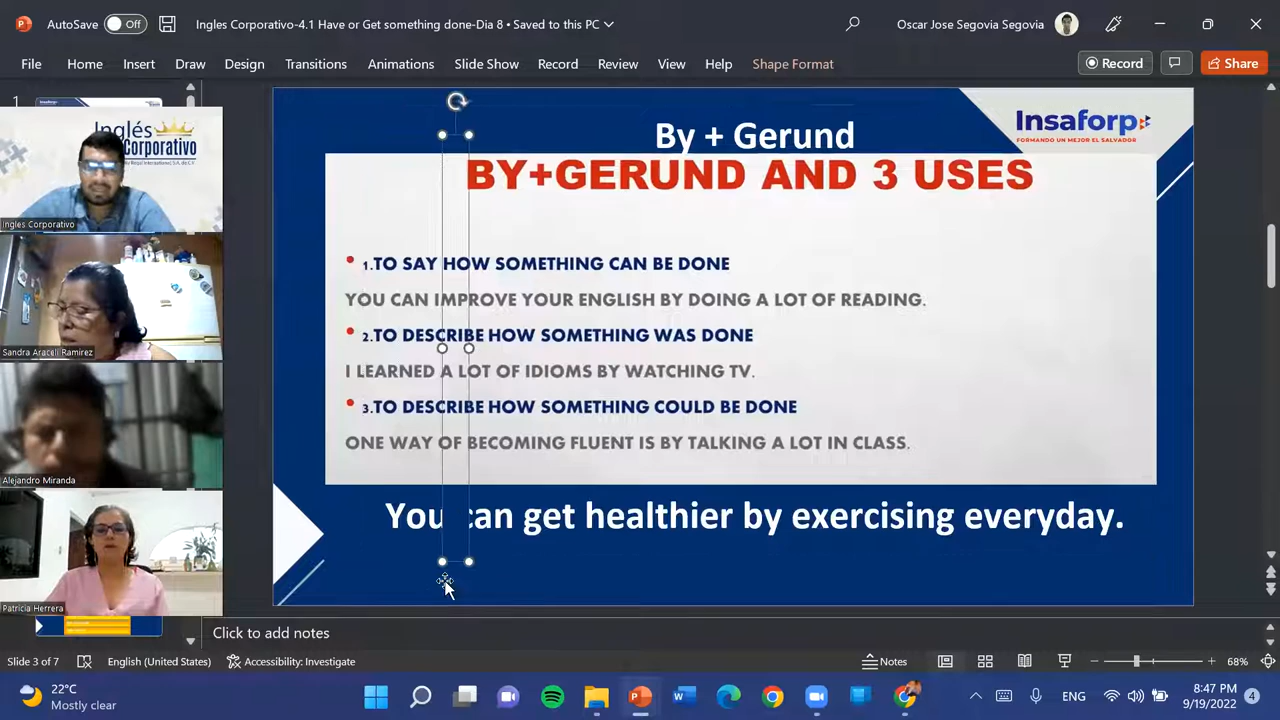 AutoSave Off Ingles Corporativo-4.1 Have or Get something done-Dia 8 • Saved to this PC Oscar Jose Segovia Segovia
File Home Insert Draw Design Transitions Animations Slide Show Record Review View Help Shape Format Record Share
1
Inglés
Corporativo
Ingles Corporativo
Sandra Araceli Ramirez
Alejandro Miranda
Patricia Herrera
Insaforp
FORMANDO UN MEJOR EL SALVADOR
By + Gerund
BY+GERUND AND 3 USES
• 1.TO SAY HOW SOMETHING CAN BE DONE
YOU CAN IMPROVE YOUR ENGLISH BY DOING A LOT OF READING.
• 2.TO DESCRIBE HOW SOMETHING WAS DONE
I LEARNED A LOT OF IDIOMS BY WATCHING TV.
• 3.TO DESCRIBE HOW SOMETHING COULD BE DONE
ONE WAY OF BECOMING FLUENT IS BY TALKING A LOT IN CLASS.
You can get healthier by exercising everyday.
Click to add notes
Slide 3 of 7 English (United States) Accessibility: Investigate Notes 68%
22°C
Mostly clear
ENG
8:47 PM
9/19/2022
4